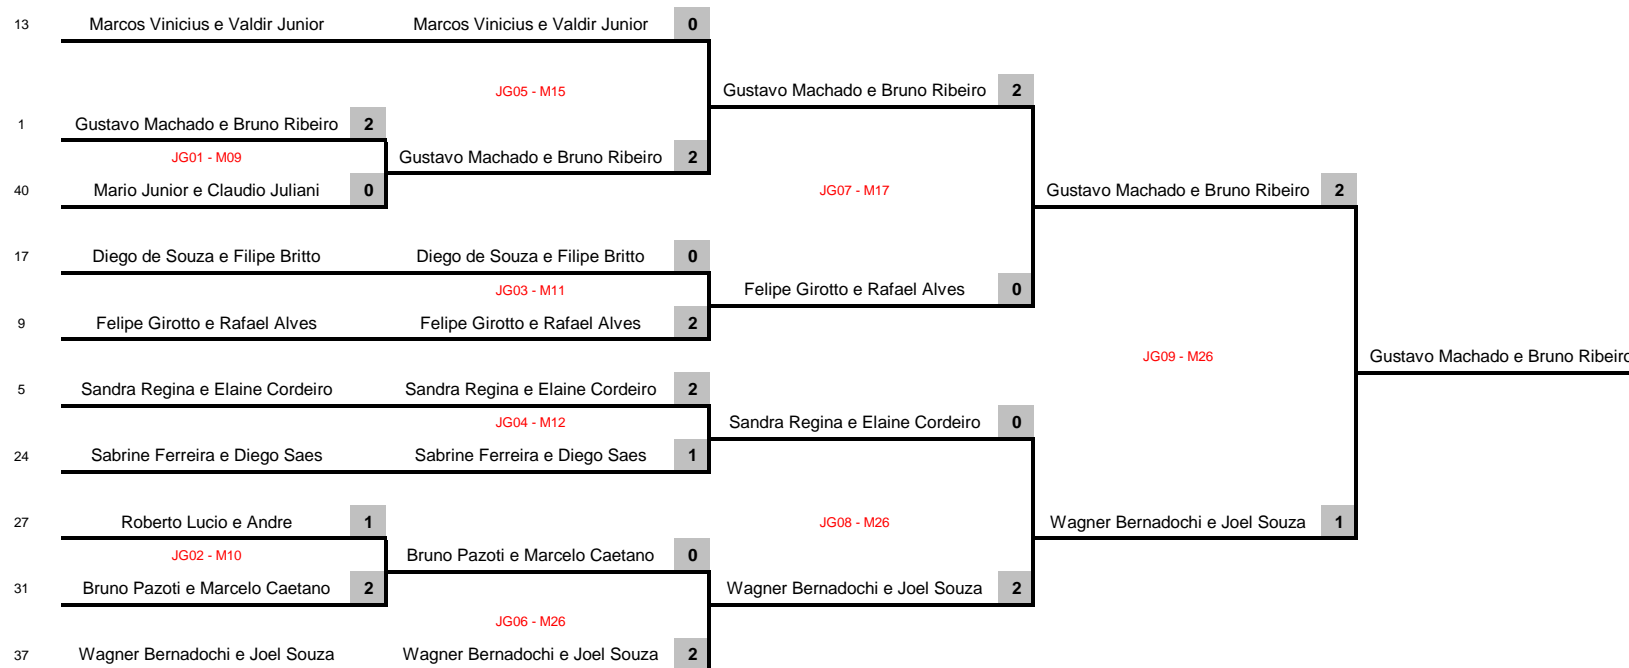 13 Marcos Vinicius e Valdir Junior Marcos Vinicius e Valdir Junior 0
JG05 - M15 Gustavo Machado e Bruno Ribeiro 2
1 Gustavo Machado e Bruno Ribeiro 2
JG01 - M09 Gustavo Machado e Bruno Ribeiro 2
40 Mario Junior e Claudio Juliani 0 JG07 - M17 Gustavo Machado e Bruno Ribeiro 2
17 Diego de Souza e Filipe Britto Diego de Souza e Filipe Britto 0
JG03 - M11 Felipe Girotto e Rafael Alves 0
9 Felipe Girotto e Rafael Alves Felipe Girotto e Rafael Alves 2
JG09 - M26 Gustavo Machado e Bruno Ribeiro
5 Sandra Regina e Elaine Cordeiro Sandra Regina e Elaine Cordeiro 2
JG04 - M12 Sandra Regina e Elaine Cordeiro 0
24 Sabrine Ferreira e Diego Saes Sabrine Ferreira e Diego Saes 1
27 Roberto Lucio e Andre 1 JG08 - M26 Wagner Bernadochi e Joel Souza 1
JG02 - M10 Bruno Pazoti e Marcelo Caetano 0
31 Bruno Pazoti e Marcelo Caetano 2 Wagner Bernadochi e Joel Souza 2
JG06 - M26
37 Wagner Bernadochi e Joel Souza Wagner Bernadochi e Joel Souza 2